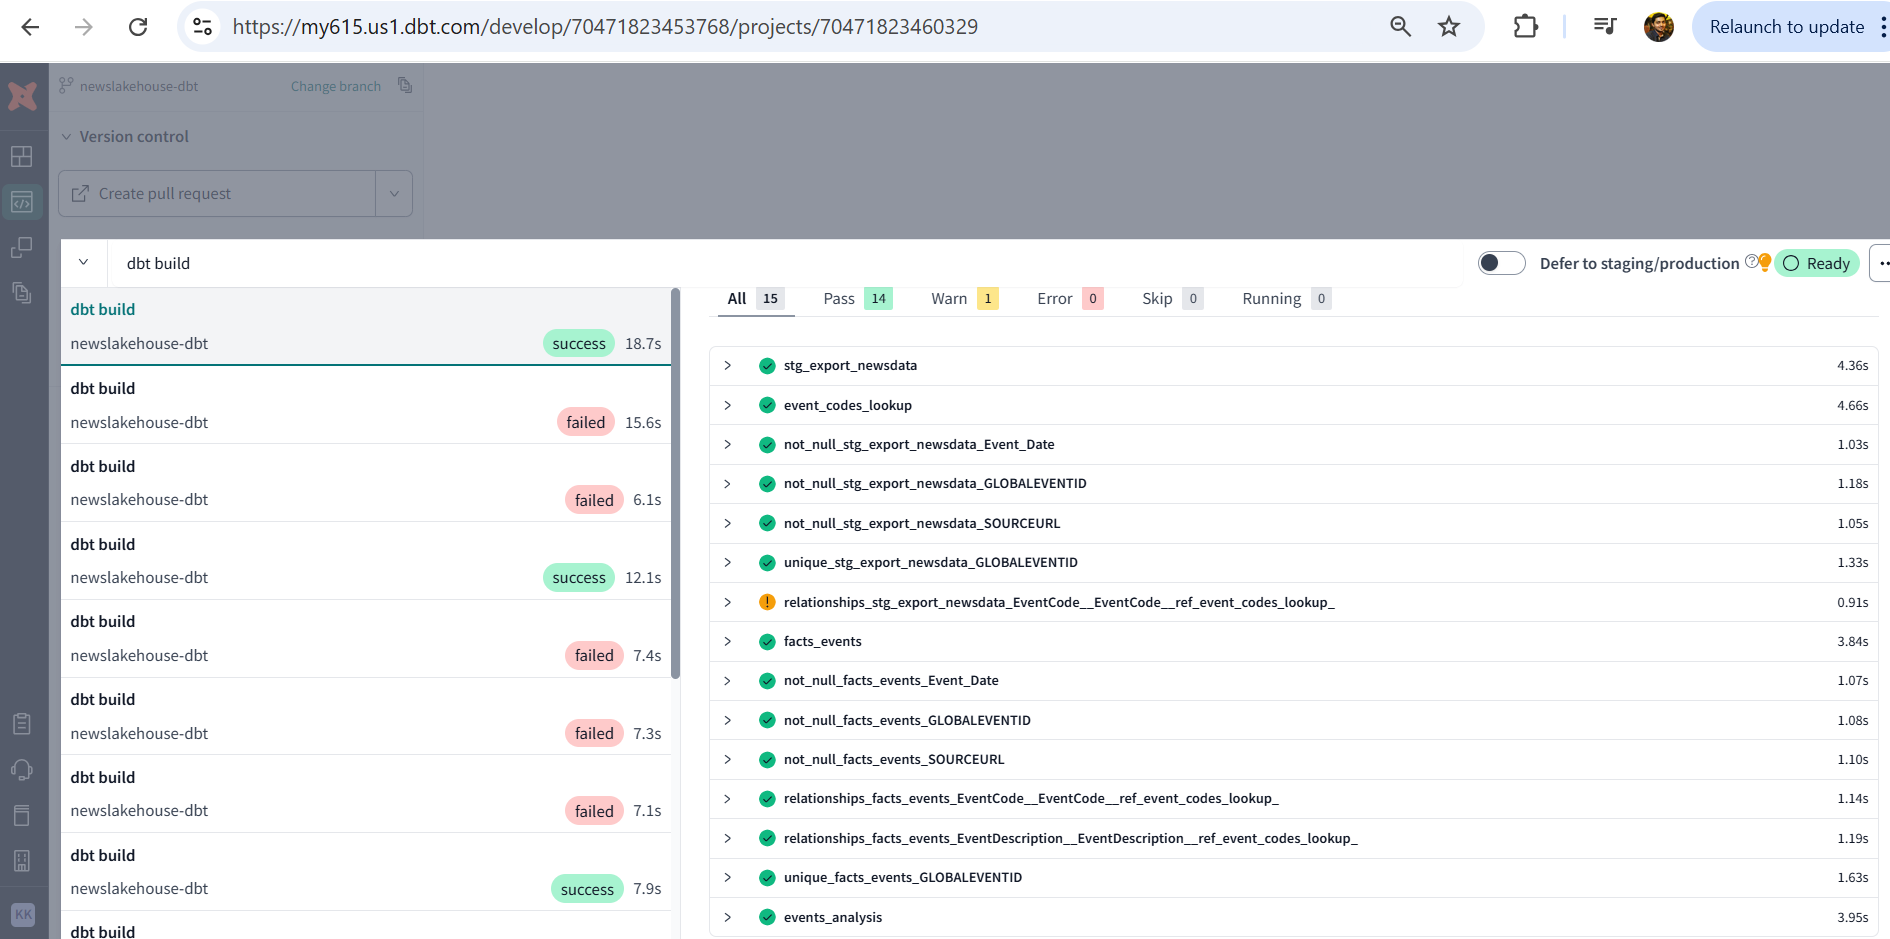 https://my615.us1.dbt.com/develop/70471823453768/projects/70471823460329
Relaunch to update
newslakehouse-dbt
Change branch
Version control
Create pull request
dbt build
Defer to staging/production
Ready
dbt build
newslakehouse-dbt success 18.7s
dbt build
newslakehouse-dbt failed 15.6s
dbt build
newslakehouse-dbt failed 6.1s
dbt build
newslakehouse-dbt success 12.1s
dbt build
newslakehouse-dbt failed 7.4s
dbt build
newslakehouse-dbt failed 7.3s
dbt build
newslakehouse-dbt failed 7.1s
dbt build
newslakehouse-dbt success 7.9s
dbt build
KK
All 15 Pass 14 Warn 1 Error 0 Skip 0 Running 0
stg_export_newsdata 4.36s
event_codes_lookup 4.66s
not_null_stg_export_newsdata_Event_Date 1.03s
not_null_stg_export_newsdata_GLOBALEVENTID 1.18s
not_null_stg_export_newsdata_SOURCEURL 1.05s
unique_stg_export_newsdata_GLOBALEVENTID 1.33s
relationships_stg_export_newsdata_EventCode__EventCode__ref_event_codes_lookup_ 0.91s
facts_events 3.84s
not_null_facts_events_Event_Date 1.07s
not_null_facts_events_GLOBALEVENTID 1.08s
not_null_facts_events_SOURCEURL 1.10s
relationships_facts_events_EventCode__EventCode__ref_event_codes_lookup_ 1.14s
relationships_facts_events_EventDescription__EventDescription__ref_event_codes_lookup_ 1.19s
unique_facts_events_GLOBALEVENTID 1.63s
events_analysis 3.95s